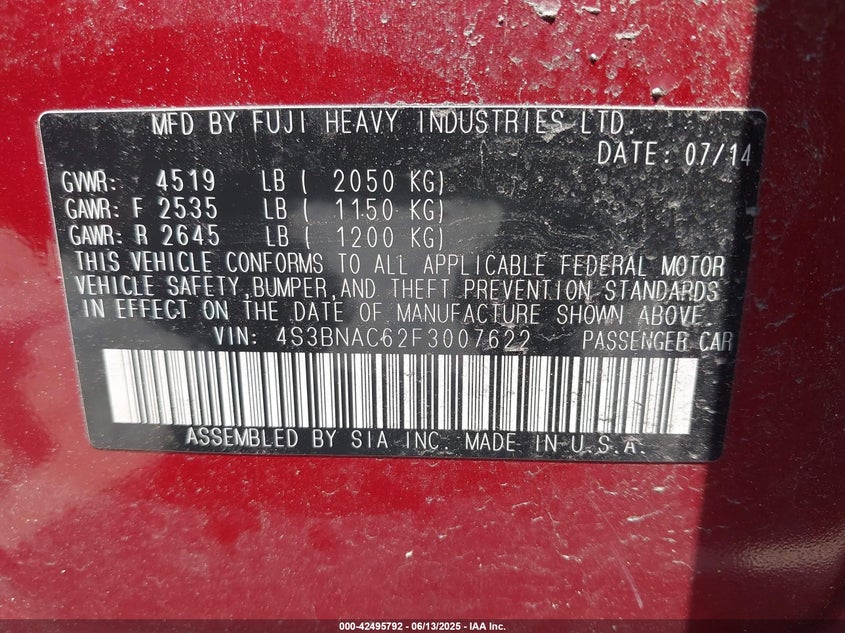 MFD BY FUJI HEAVY INDUSTRIES LTD.
DATE: 07/14
GVWR: 4519 LB ( 2050 KG)
GAWR: F 2535 LB ( 1150 KG)
GAWR: R 2645 LB ( 1200 KG)
THIS VEHICLE CONFORMS TO ALL APPLICABLE FEDERAL MOTOR
VEHICLE SAFETY, BUMPER, AND THEFT PREVENTION STANDARDS
IN EFFECT ON THE DATE OF MANUFACTURE SHOWN ABOVE.
VIN: 4S3BNAC62F3007622 PASSENGER CAR
ASSEMBLED BY SIA INC. MADE IN U.S.A.
000-42495792 - 06/13/2025 - IAA Inc.